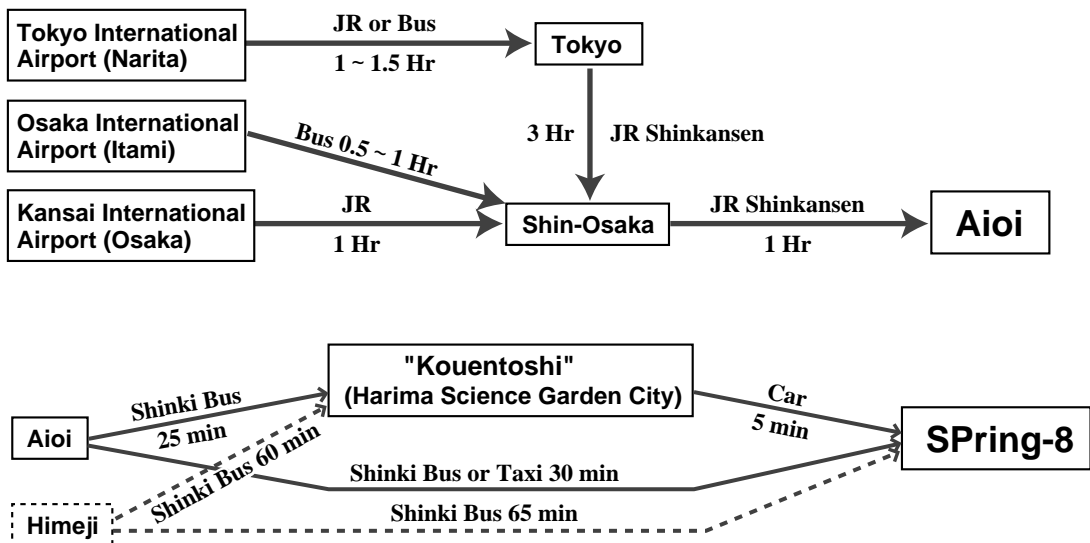 Tokyo International
Airport (Narita)
JR or Bus
1 ~ 1.5 Hr
Tokyo
Osaka International
Airport (Itami)
Bus 0.5 ~ 1 Hr
3 Hr
JR Shinkansen
Kansai International
Airport (Osaka)
JR
1 Hr
Shin-Osaka
JR Shinkansen
1 Hr
Aioi
"Kouentoshi"
(Harima Science Garden City)
Shinki Bus
25 min
Car
5 min
Aioi
Shinki Bus 60 min
SPring-8
Shinki Bus or Taxi 30 min
Himeji
Shinki Bus 65 min